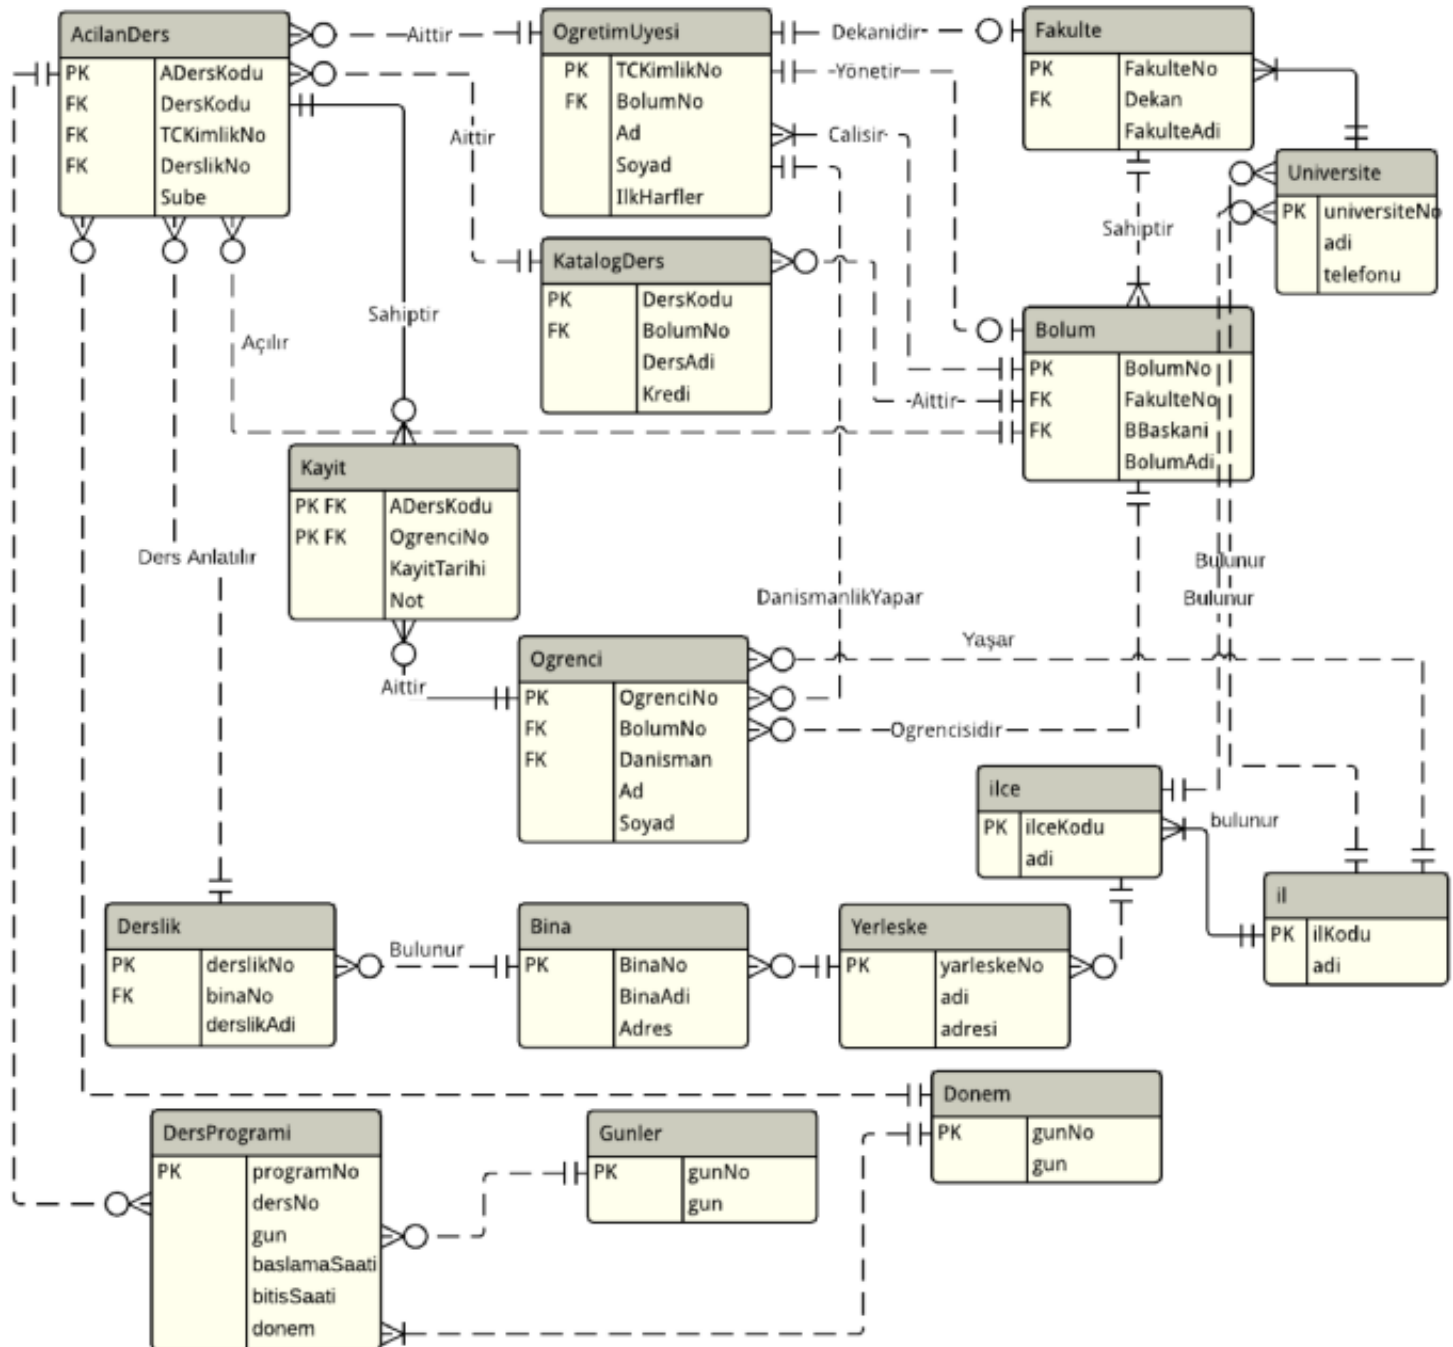 AcilanDers
PK ADersKodu
FK DersKodu
FK TCKimlikNo
FK DerslikNo
Sube
Aittir
Aittir
OgretimUyesi
PK TCKimlikNo
FK BolumNo
Ad
Soyad
IlkHarfler
Dekanidir
Yönetir
Calisir
Fakulte
PK FakulteNo
FK Dekan
FakulteAdi
Universite
PK universiteNo
adi
telefonu
Sahiptir
KatalogDers
PK DersKodu
FK BolumNo
DersAdi
Kredi
Aittir
Bolum
PK BolumNo
FK FakulteNo
FK BBaskani
BolumAdi
Sahiptir
Açılır
Kayit
PK FK ADersKodu
PK FK OgrenciNo
KayitTarihi
Not
Ders Anlatılır
Bulunur
Bulunur
DanismanlikYapar
Yaşar
Aittir
Ogrenci
PK OgrenciNo
FK BolumNo
FK Danisman
Ad
Soyad
Ogrencisidir
ilce
PK ilceKodu
adi
bulunur
il
PK ilKodu
adi
Derslik
PK derslikNo
FK binaNo
derslikAdi
Bulunur
Bina
PK BinaNo
BinaAdi
Adres
Yerleske
PK yarleskeNo
adi
adresi
Donem
PK gunNo
gun
DersProgrami
PK programNo
dersNo
gun
baslamaSaati
bitisSaati
donem
Gunler
PK gunNo
gun